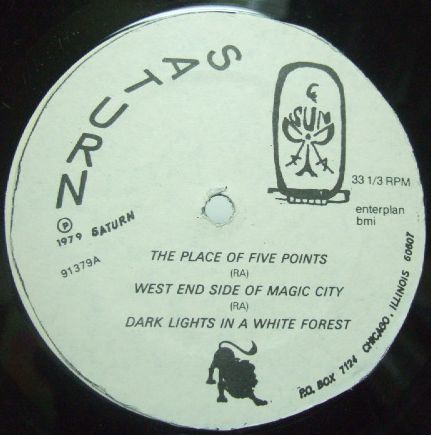 SATURN
SUN
33 1/3 RPM
enterplan
bmi
℗
1979 SATURN
91379A
THE PLACE OF FIVE POINTS
(RA)
WEST END SIDE OF MAGIC CITY
(RA)
DARK LIGHTS IN A WHITE FOREST
P.O. BOX 7124 CHICAGO. ILLINOIS 60607